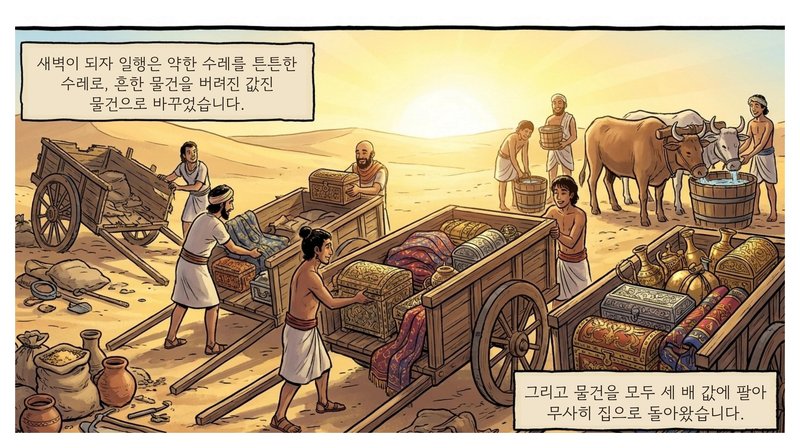 새벽이 되자 일행은 약한 수레를 튼튼한
수레로, 흔한 물건을 버려진 값진
물건으로 바꾸었습니다.
그리고 물건을 모두 세 배 값에 팔아
무사히 집으로 돌아왔습니다.